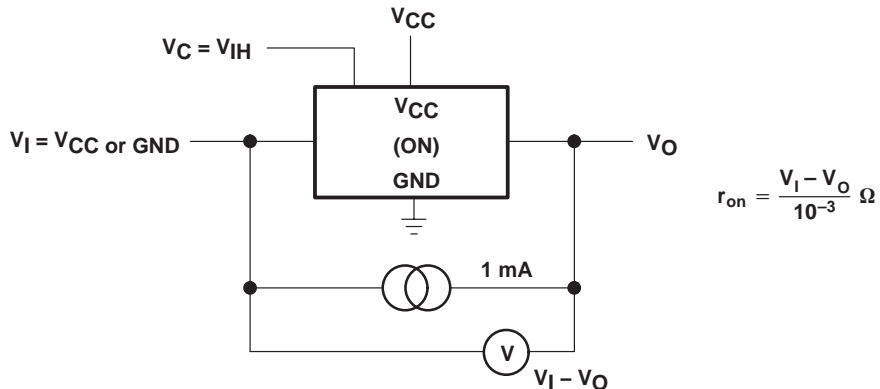 VCC
VC = VIH
VCC
VI = VCC or GND
(ON)
VO
GND
ron = VI – VO / 10–3 Ω
1 mA
V
VI – VO